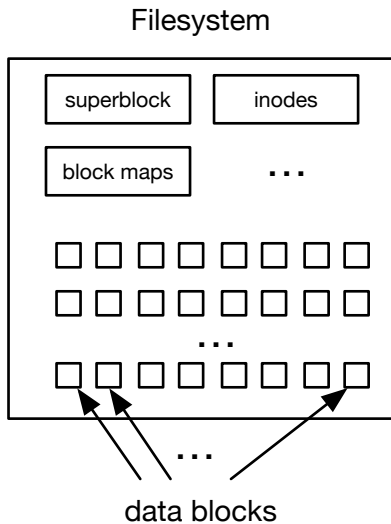 Filesystem
superblock inodes
block maps ...
...
...
data blocks